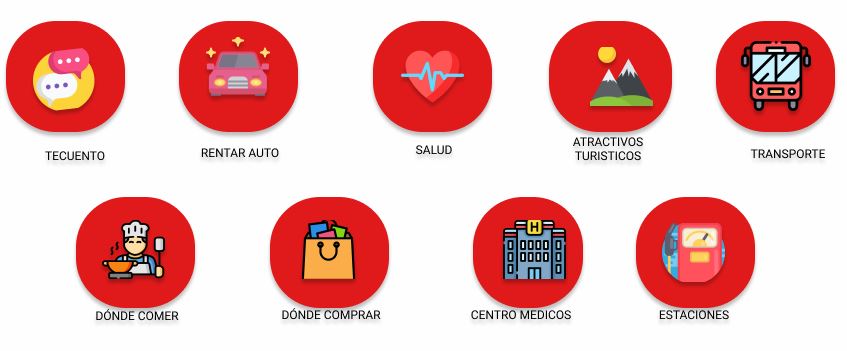 TECUENTO
RENTAR AUTO
SALUD
ATRACTIVOS
TURISTICOS
TRANSPORTE
H
DÓNDE COMER
DÓNDE COMPRAR
CENTRO MEDICOS
ESTACIONES